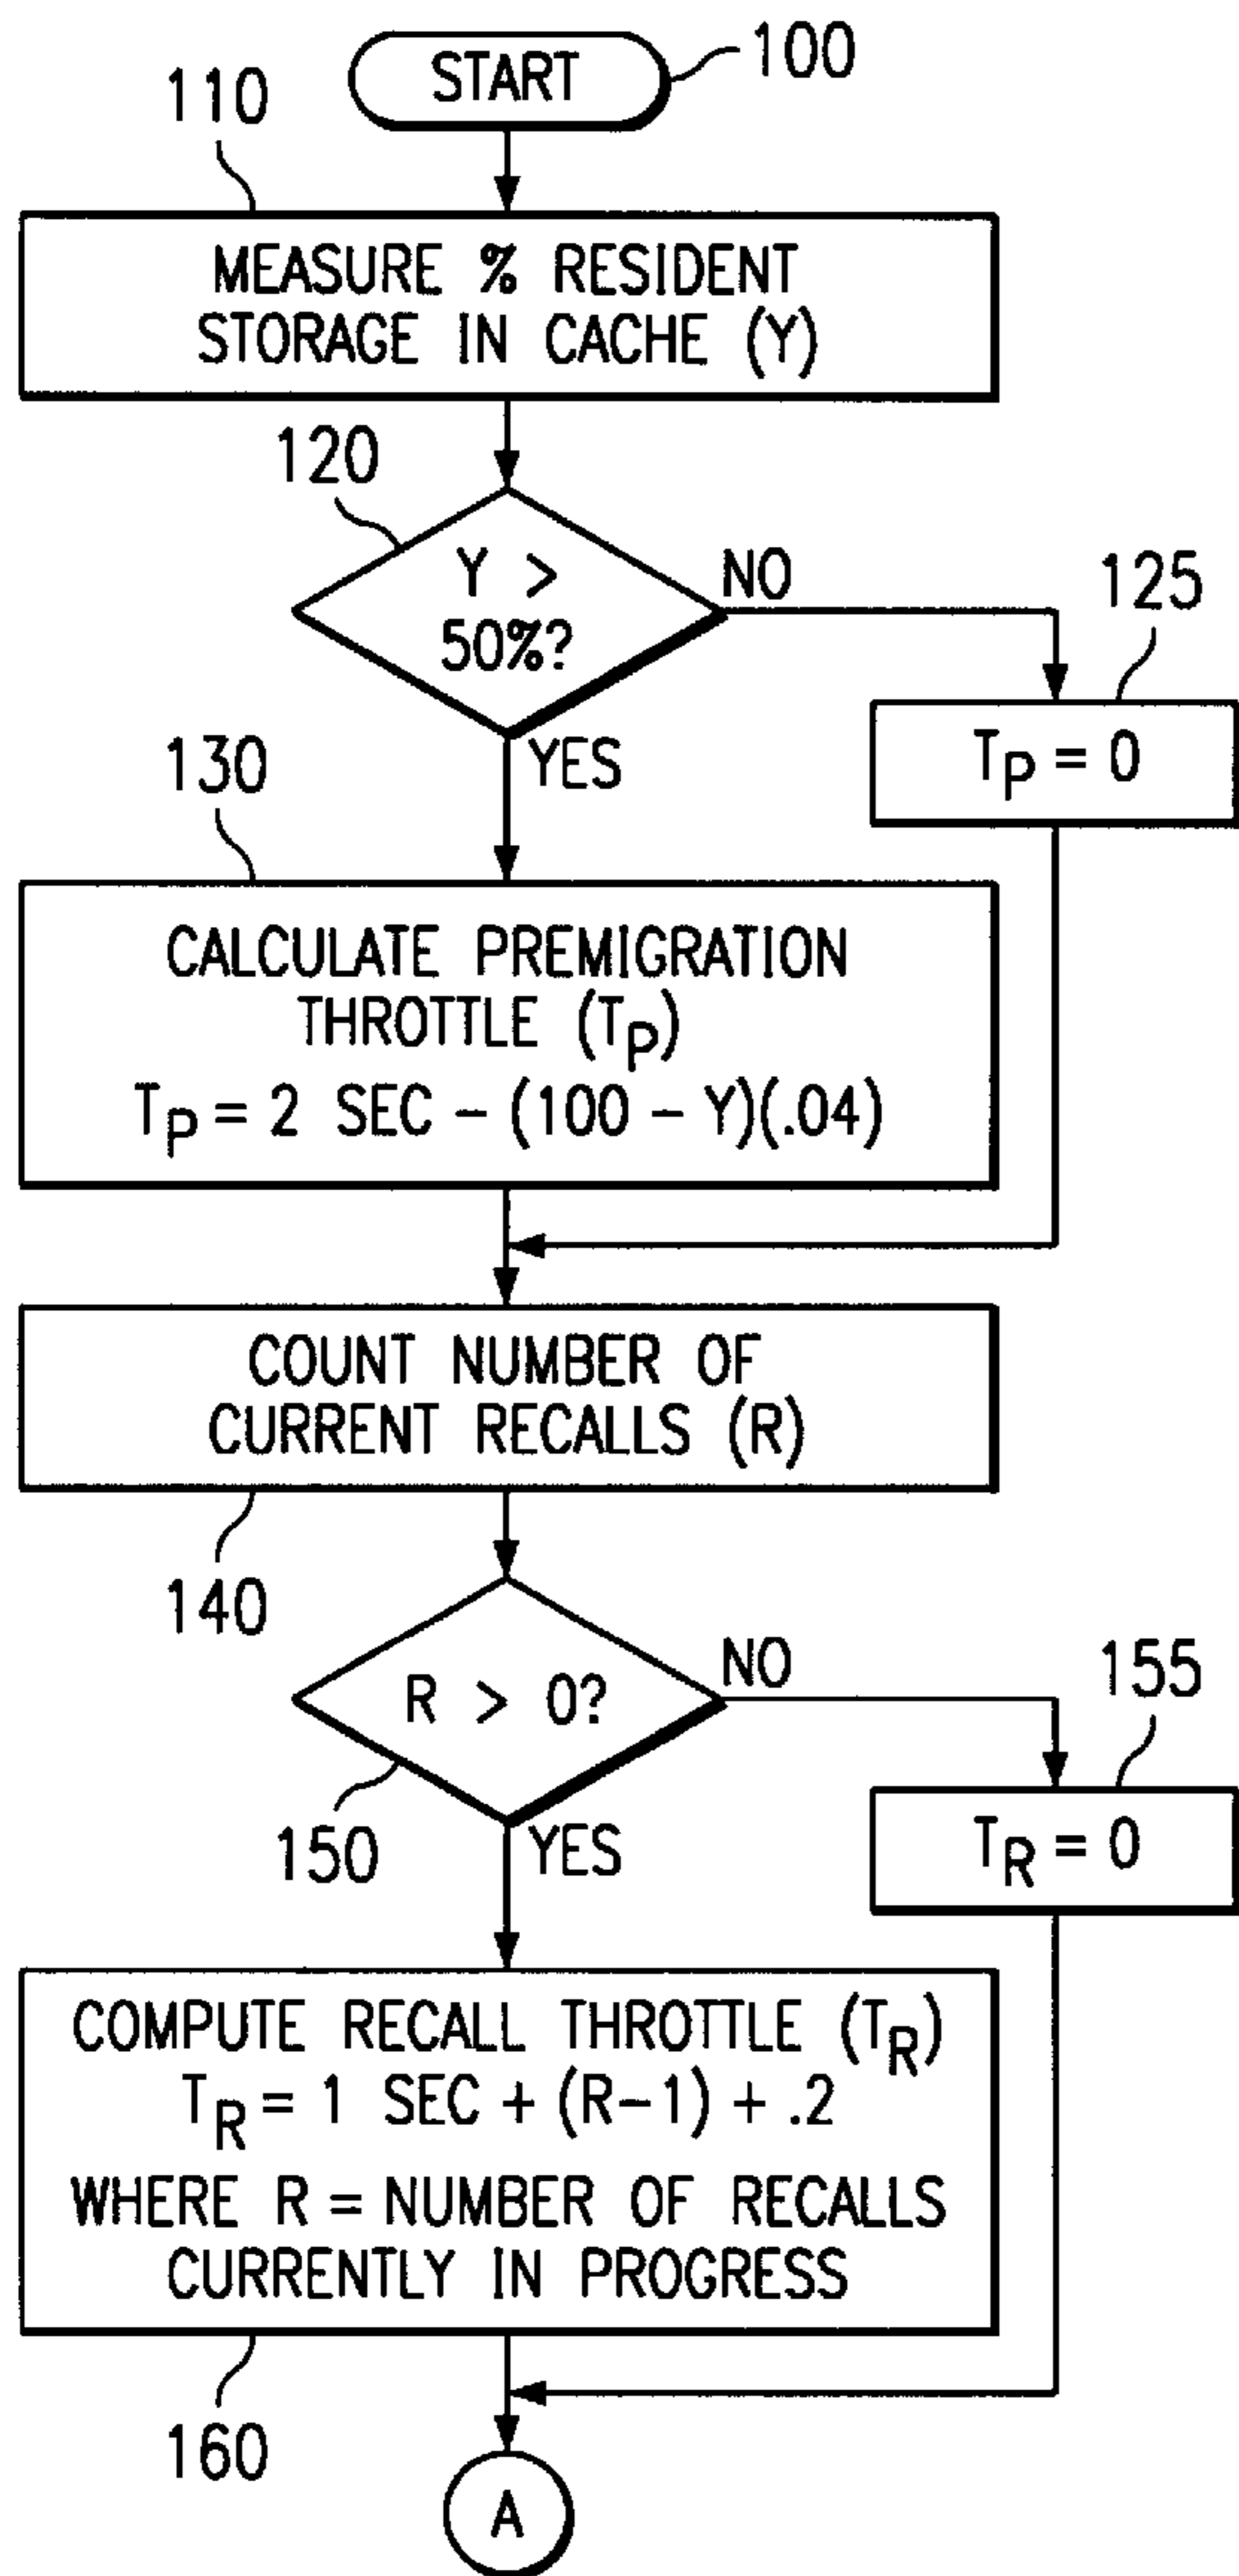 START
100
110
MEASURE % RESIDENT
STORAGE IN CACHE (Y)
120
Y >
50%?
NO
125
TP = 0
YES
130
CALCULATE PREMIGRATION
THROTTLE (TP)
TP = 2 SEC - (100 - Y)(.04)
COUNT NUMBER OF
CURRENT RECALLS (R)
140
R > 0?
NO
155
TR = 0
150
YES
COMPUTE RECALL THROTTLE (TR)
TR = 1 SEC + (R-1) + .2
WHERE R = NUMBER OF RECALLS
CURRENTLY IN PROGRESS
160
A